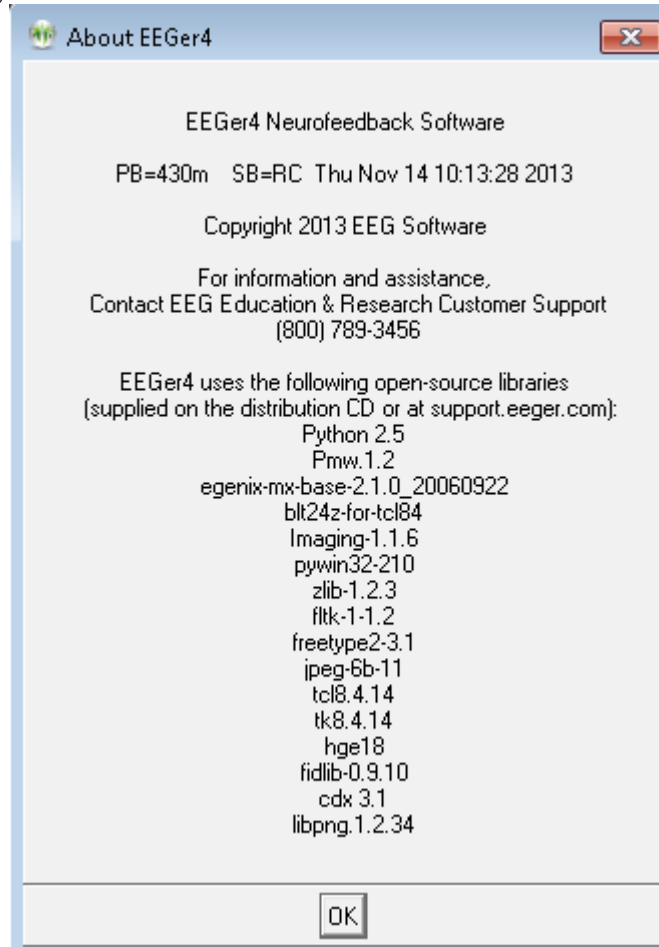 About EEGer4
EEGer4 Neurofeedback Software
PB=430m SB=RC Thu Nov 14 10:13:28 2013
Copyright 2013 EEG Software
For information and assistance,
Contact EEG Education & Research Customer Support
(800) 789-3456
EEGer4 uses the following open-source libraries
(supplied on the distribution CD or at support.eeger.com):
Python 2.5
Pmw.1.2
egenix-mx-base-2.1.0_20060922
blt24z-for-tcl84
Imaging-1.1.6
pywin32-210
zlib-1.2.3
fltk-1-1.2
freetype2-3.1
jpeg-6b-11
tcl8.4.14
tk8.4.14
hge18
fidlib-0.9.10
cdx 3.1
libpng.1.2.34
OK